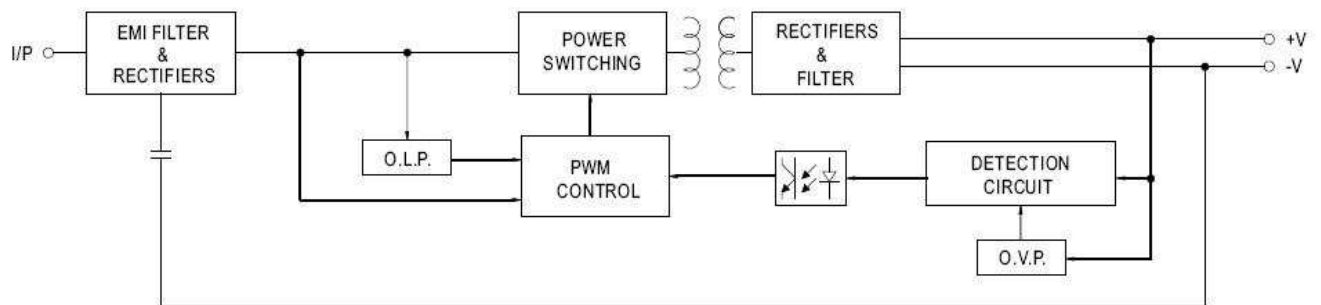 I/P
EMI FILTER
&
RECTIFIERS
POWER
SWITCHING
RECTIFIERS
&
FILTER
+V
-V
O.L.P.
PWM
CONTROL
DETECTION
CIRCUIT
O.V.P.